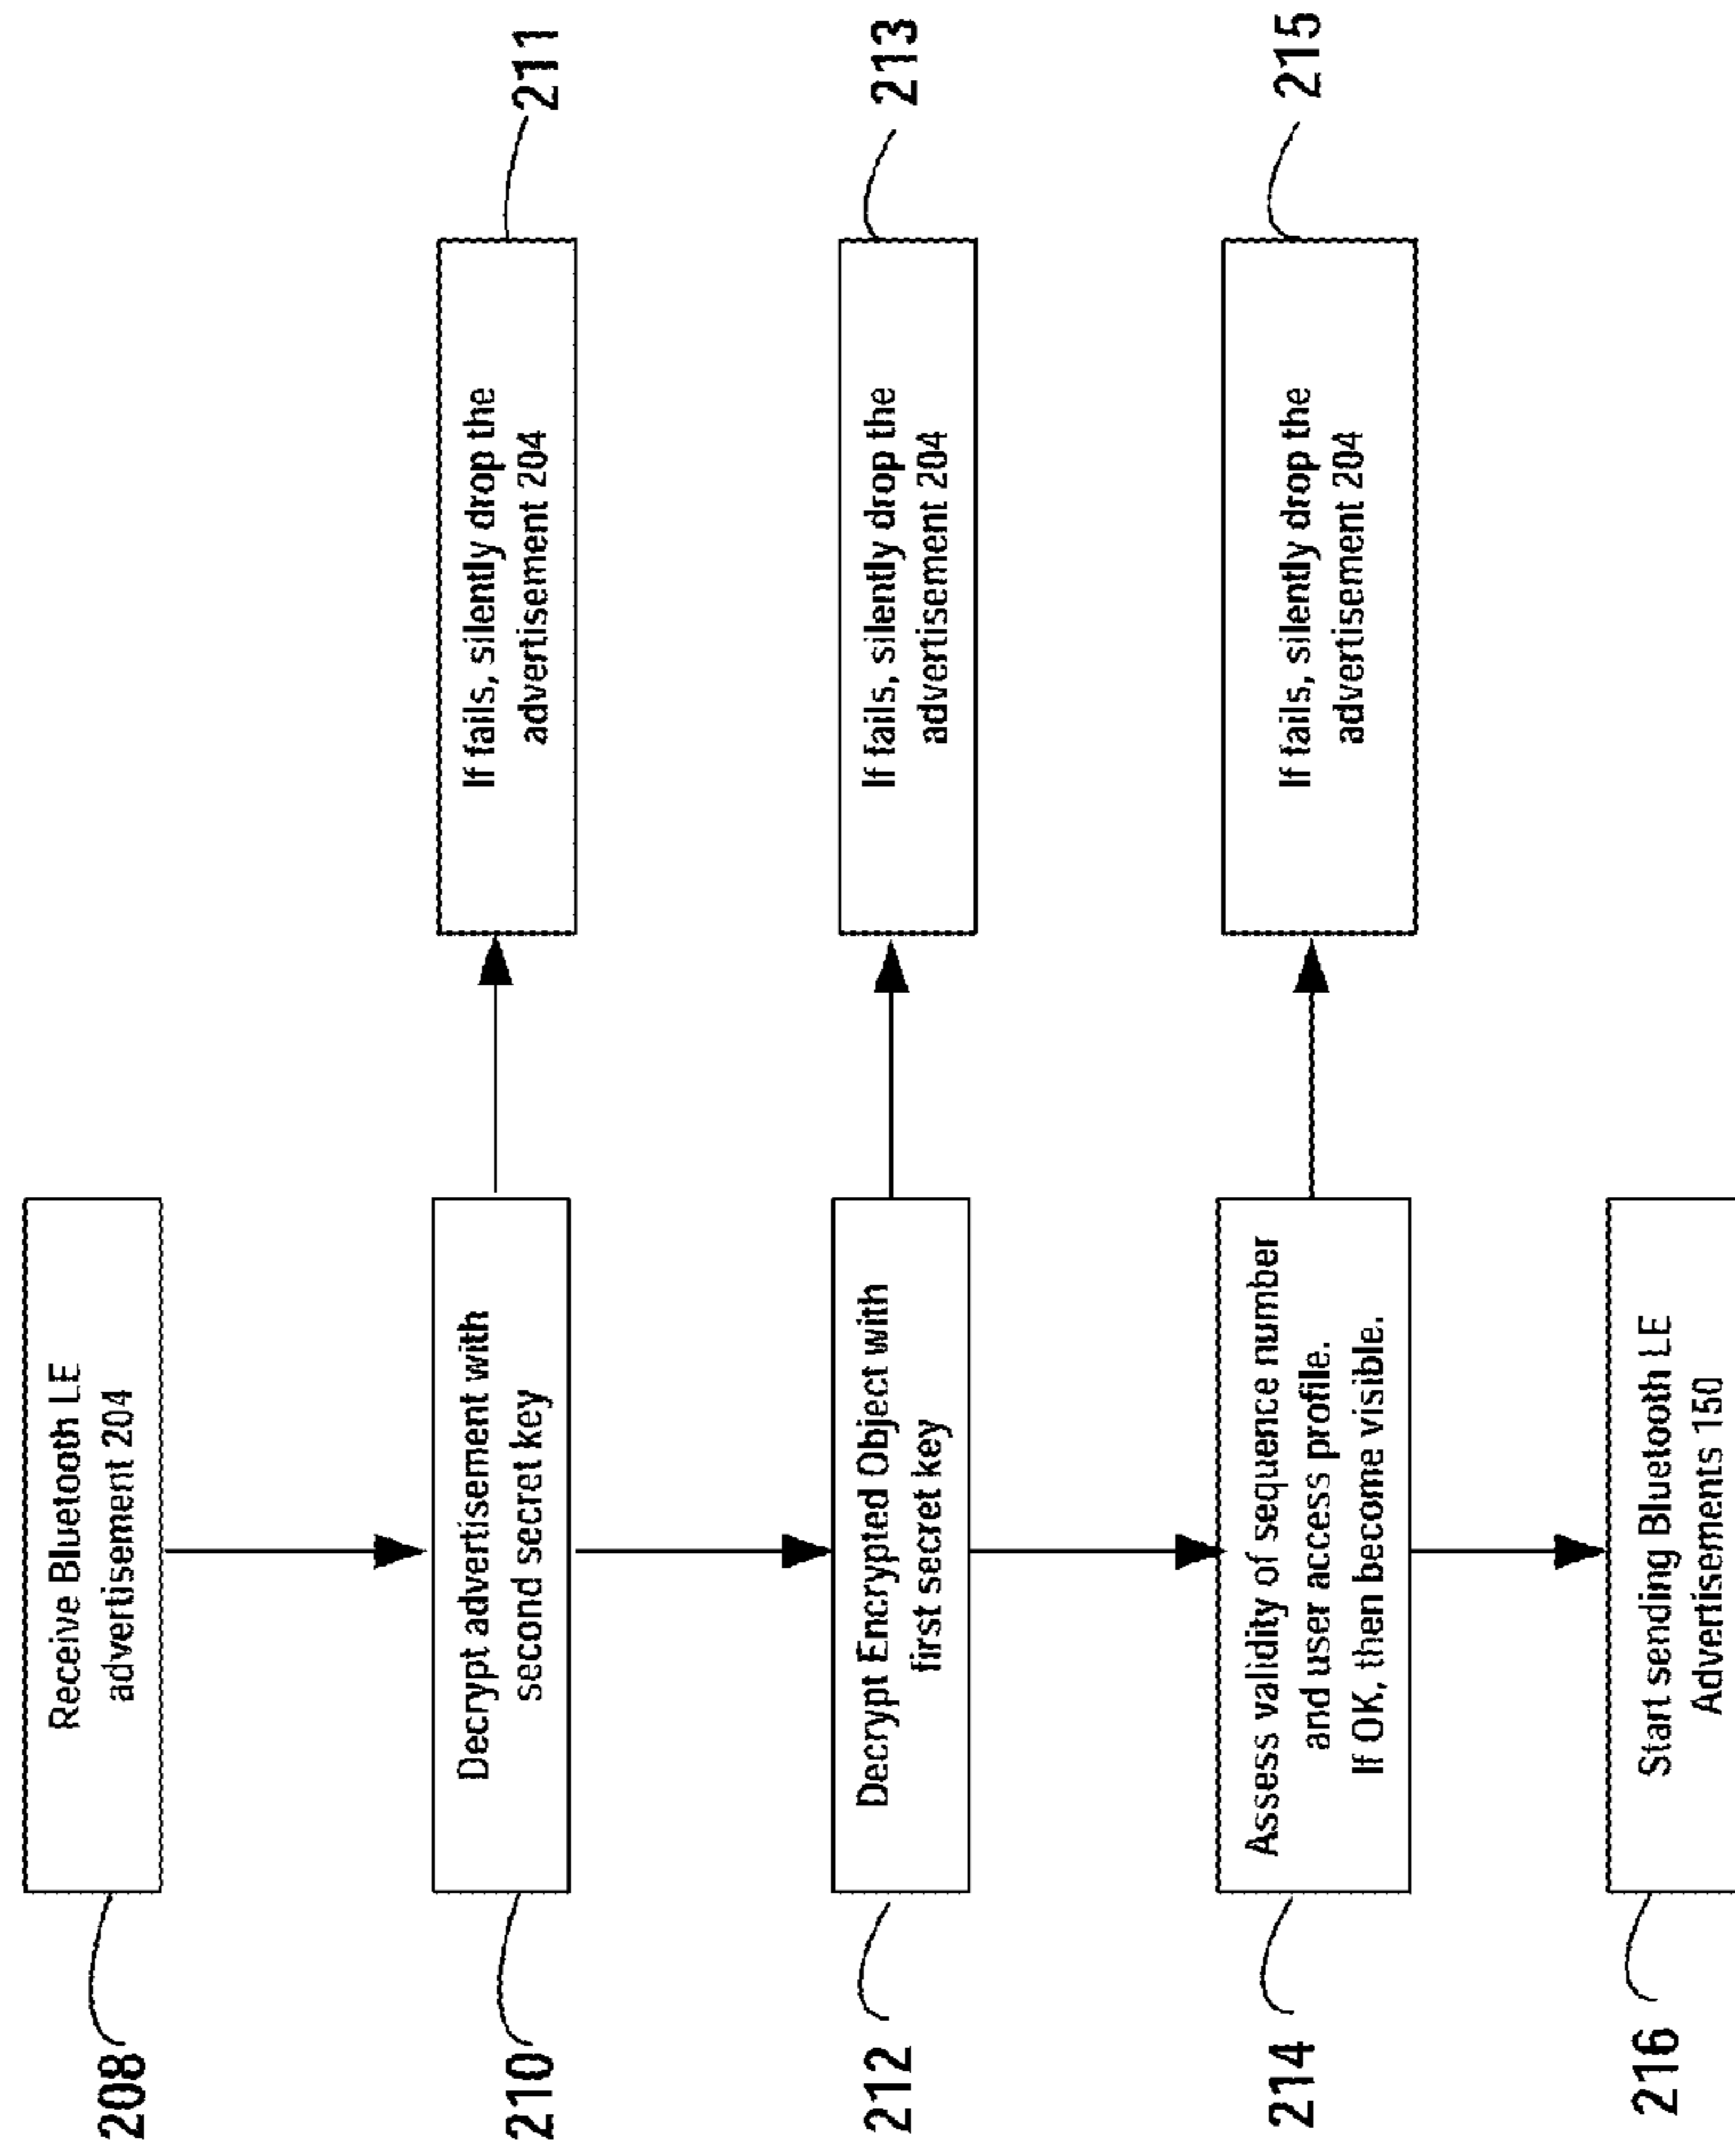 208
Receive Bluetooth LE
advertisement 204
210
Decrypt advertisement with
second secret key
If fails, silently drop the
advertisement 204
211
212
Decrypt Encrypted Object with
first secret key
If fails, silently drop the
advertisement 204
213
214
Assess validity of sequence number
and user access profile.
If OK, then become visible.
If fails, silently drop the
advertisement 204
215
216
Start sending Bluetooth LE
Advertisements 150